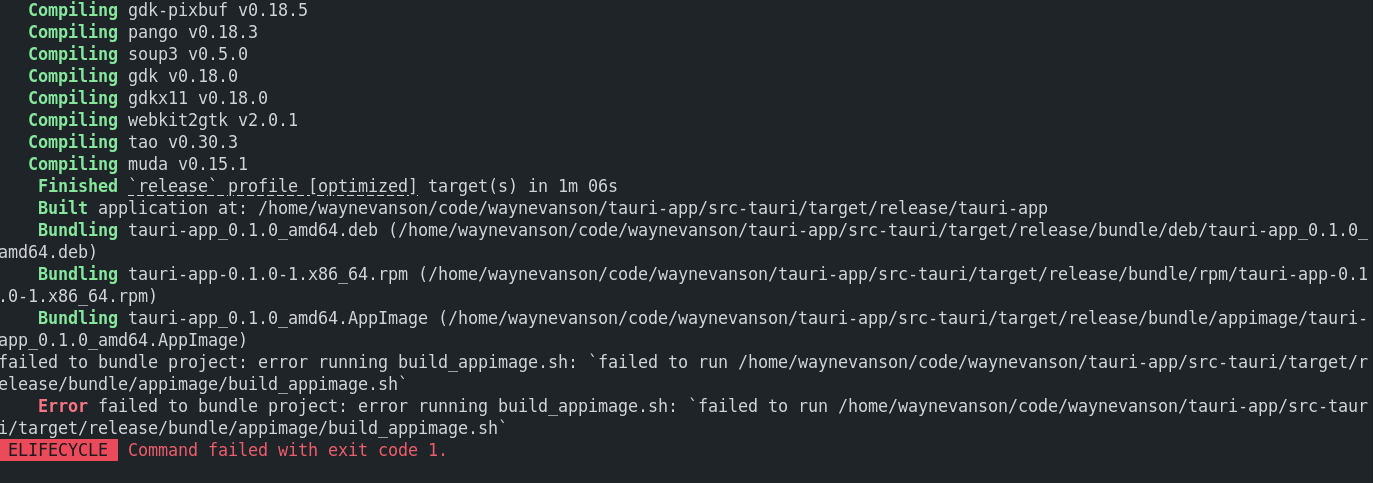 Compiling gdk-pixbuf v0.18.5
Compiling pango v0.18.3
Compiling soup3 v0.5.0
Compiling gdk v0.18.0
Compiling gdkx11 v0.18.0
Compiling webkit2gtk v2.0.1
Compiling tao v0.30.3
Compiling muda v0.15.1
Finished `release` profile [optimized] target(s) in 1m 06s
Built application at: /home/waynevanson/code/waynevanson/tauri-app/src-tauri/target/release/tauri-app
Bundling tauri-app_0.1.0_amd64.deb (/home/waynevanson/code/waynevanson/tauri-app/src-tauri/target/release/bundle/deb/tauri-app_0.1.0_
amd64.deb)
Bundling tauri-app-0.1.0-1.x86_64.rpm (/home/waynevanson/code/waynevanson/tauri-app/src-tauri/target/release/bundle/rpm/tauri-app-0.1
.0-1.x86_64.rpm)
Bundling tauri-app_0.1.0_amd64.AppImage (/home/waynevanson/code/waynevanson/tauri-app/src-tauri/target/release/bundle/appimage/tauri-
app_0.1.0_amd64.AppImage)
failed to bundle project: error running build_appimage.sh: `failed to run /home/waynevanson/code/waynevanson/tauri-app/src-tauri/target/r
elease/bundle/appimage/build_appimage.sh`
Error failed to bundle project: error running build_appimage.sh: `failed to run /home/waynevanson/code/waynevanson/tauri-app/src-taur
i/target/release/bundle/appimage/build_appimage.sh`
ELIFECYCLE Command failed with exit code 1.